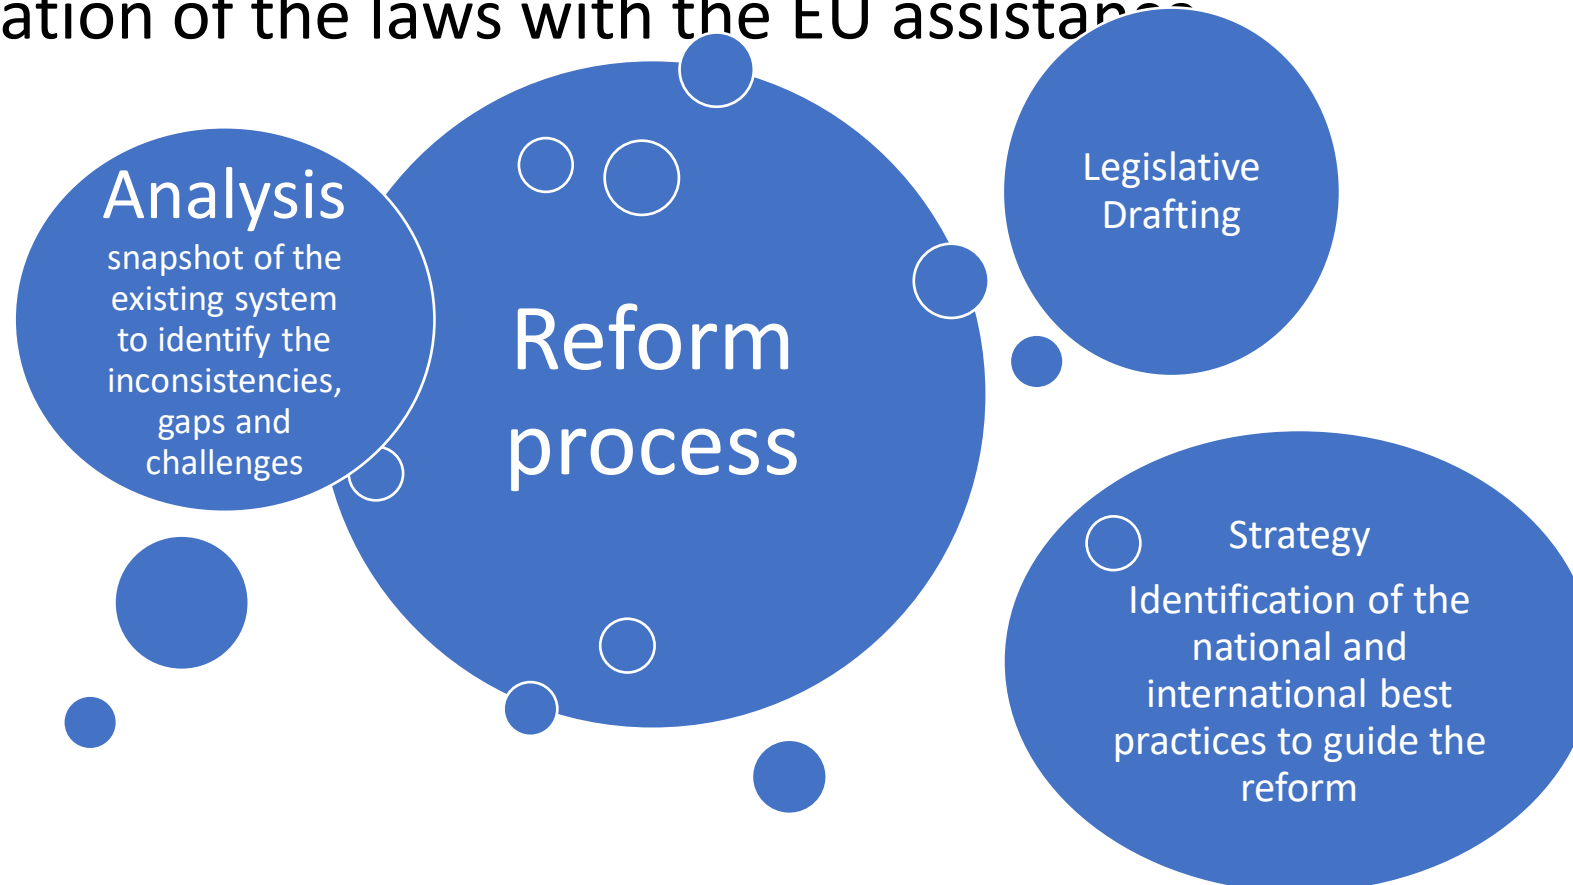 ation of the laws with the EU assistance
Analysis
snapshot of the
existing system
to identify the
inconsistencies,
gaps and
challenges
Reform
process
Legislative
Drafting
Strategy
Identification of the
national and
international best
practices to guide the
reform